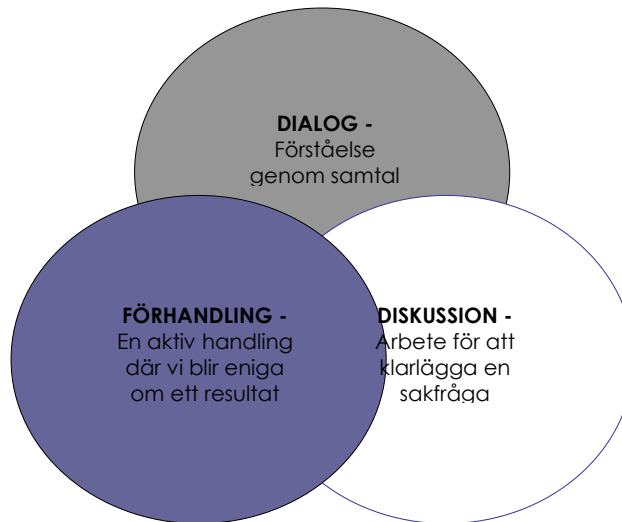 DIALOG -
Förståelse
genom samtal
FÖRHANDLING -
En aktiv handling
där vi blir eniga
om ett resultat
DISKUSSION -
Arbete för att
klarlägga en
sakfråga